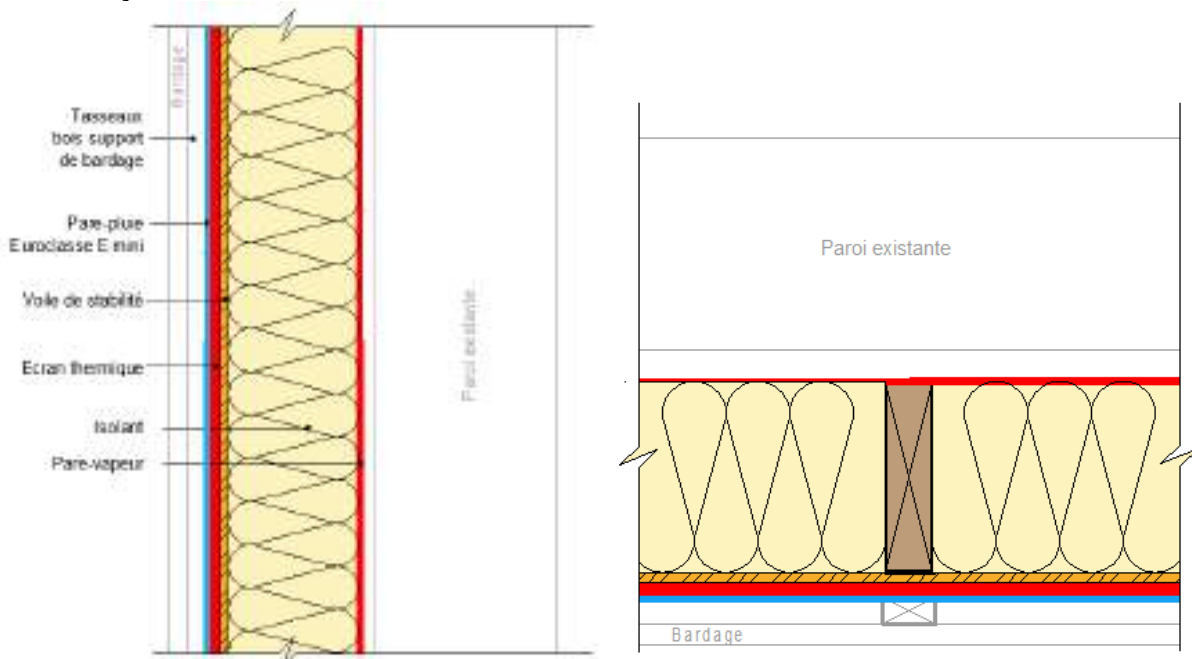 Bardage
Tasseaux
bois support
de bardage
Pare-pluie
Euroclasse E mini
Voile de stabilité
Ecran thermique
Isolant
Pare-vapeur
Paroi existante
Paroi existante
Bardage